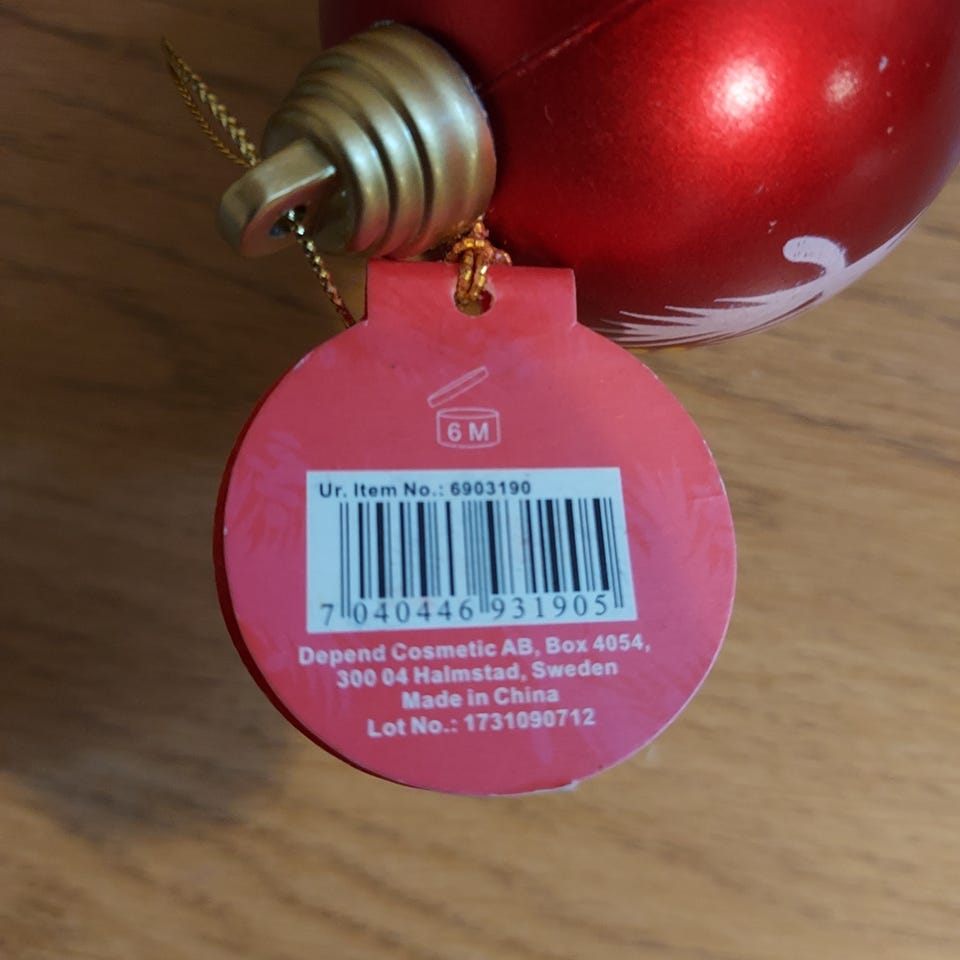 6 M
Ur. Item No.: 6903190
7 040446 931905
Depend Cosmetic AB, Box 4054,
300 04 Halmstad, Sweden
Made in China
Lot No.: 1731090712